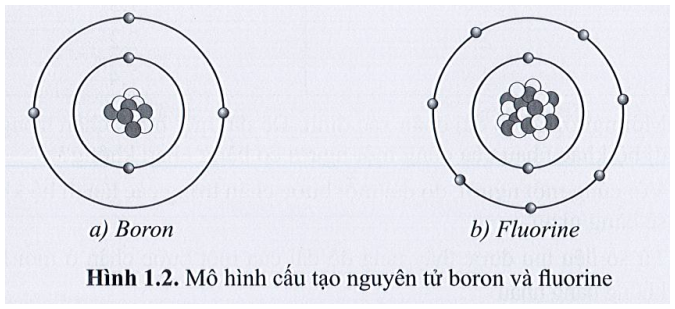 a) Boron
b) Fluorine
Hình 1.2. Mô hình cấu tạo nguyên tử boron và fluorine